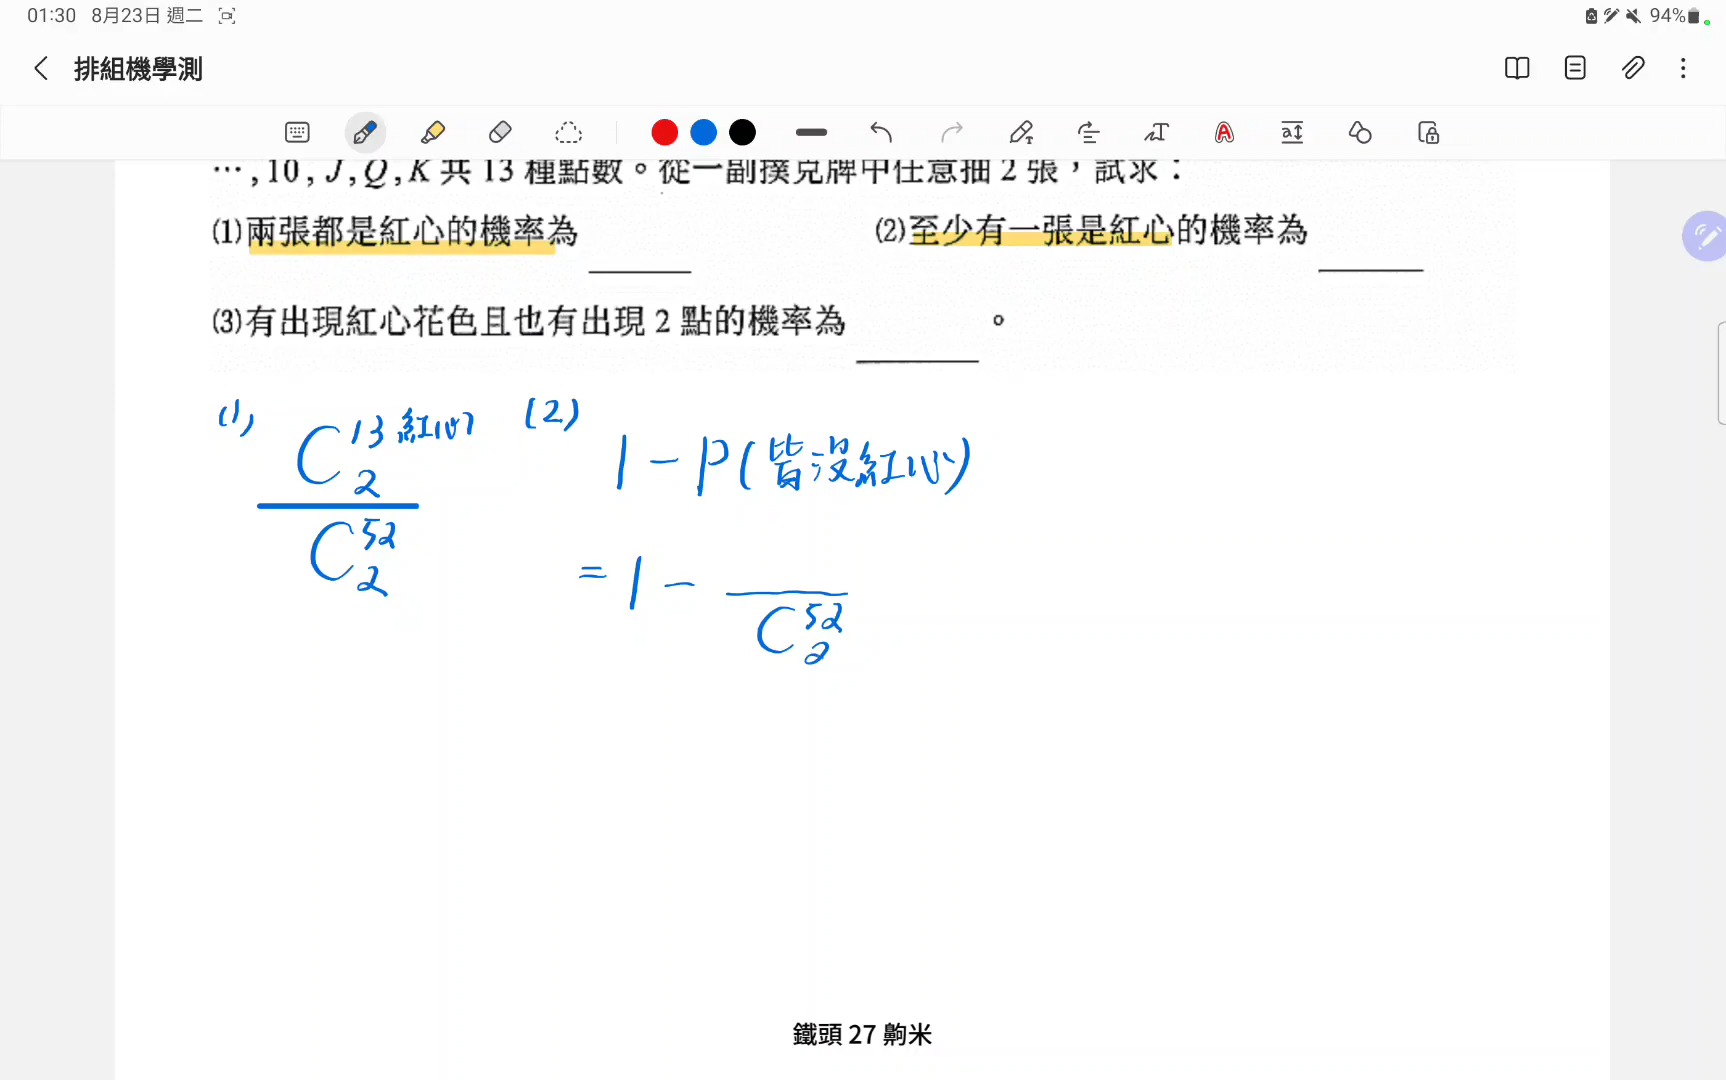 01:30 8月23日 週二
94%
排組機學測
…,10,J,Q,K共13種點數。從一副撲克牌中任意抽2張,試求:
(1)兩張都是紅心的機率為 (2)至少有一張是紅心的機率為
(3)有出現紅心花色且也有出現2點的機率為 。
(1) C 13 紅心 2
C 52 2
(2) 1-P(皆沒紅心)
=1-
C 52 2
鐵頭 27 齁米